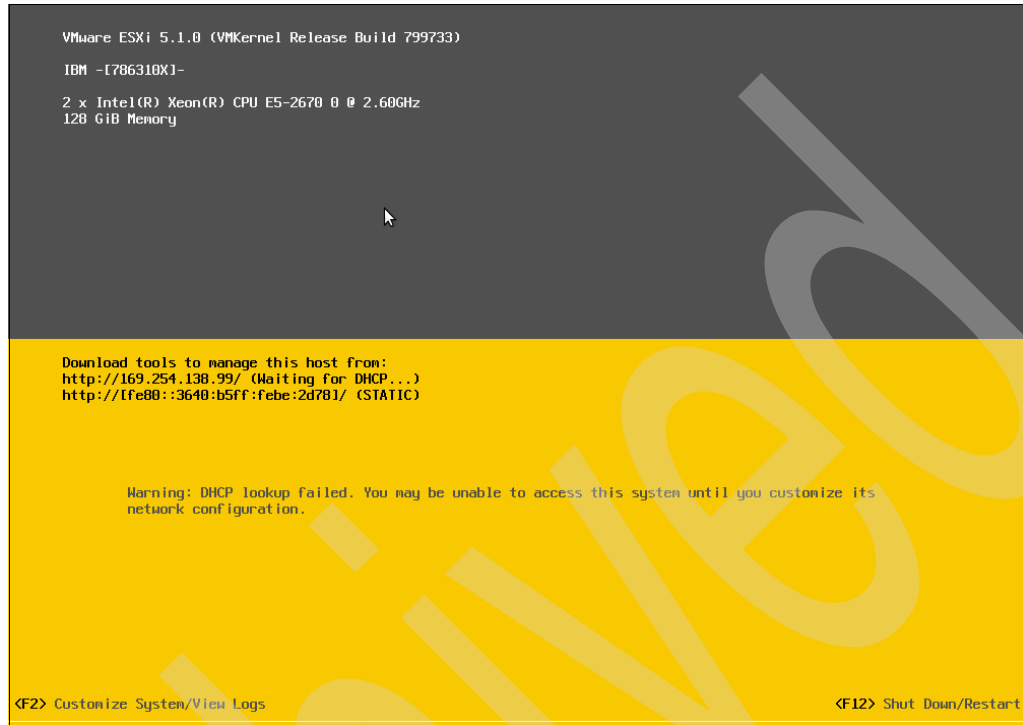 VMware ESXi 5.1.0 (VMKernel Release Build 799733)
IBM -[786310X]-
2 x Intel(R) Xeon(R) CPU E5-2670 0 @ 2.60GHz
128 GiB Memory
Download tools to manage this host from:
http://169.254.138.99/ (Waiting for DHCP...)
http://[fe80::3640:b5ff:febe:2d78]/ (STATIC)
Warning: DHCP lookup failed. You may be unable to access this system until you customize its
network configuration.
<F2> Customize System/View Logs
<F12> Shut Down/Restart